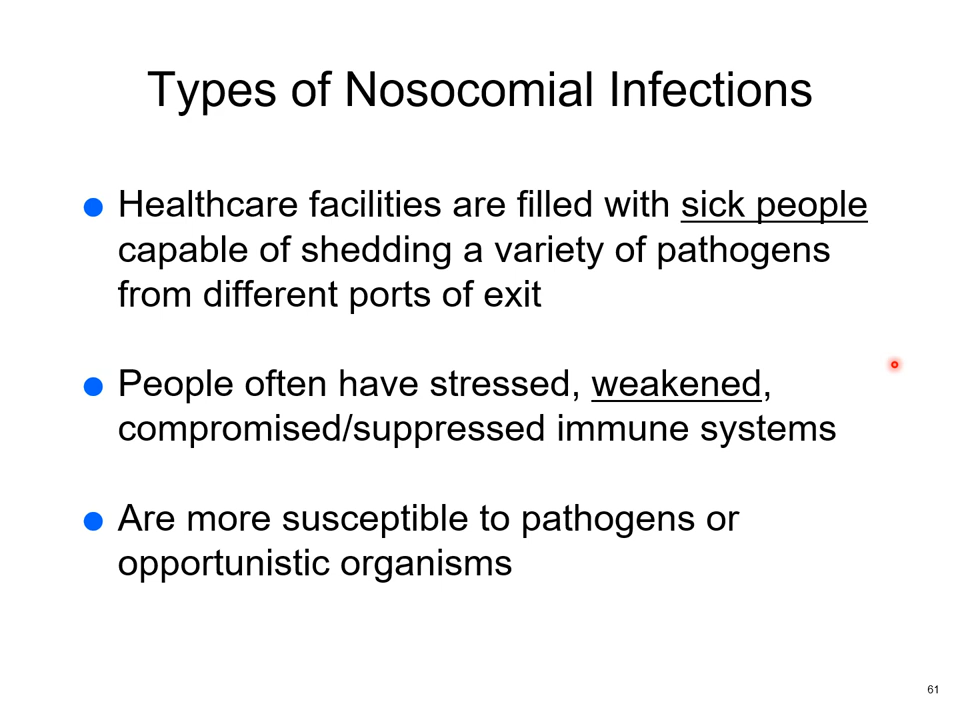 Types of Nosocomial Infections
Healthcare facilities are filled with sick people
capable of shedding a variety of pathogens
from different ports of exit
People often have stressed, weakened,
compromised/suppressed immune systems
Are more susceptible to pathogens or
opportunistic organisms
61